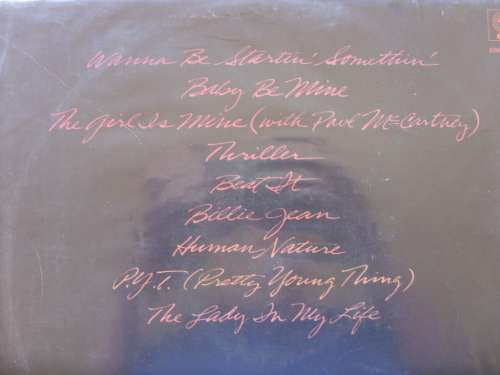 Wanna Be Startin' Somethin'
Baby Be Mine
The Girl Is Mine (with Paul McCartney)
Thriller
Beat It
Billie Jean
Human Nature
P.Y.T. (Pretty Young Thing)
The Lady In My Life